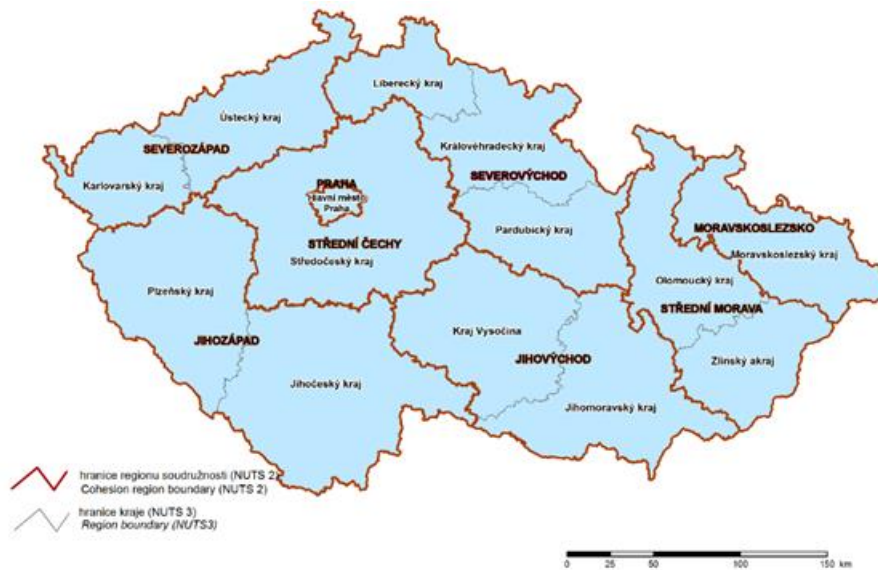 Liberecký kraj
Ústecký kraj
Královéhradecký kraj
SEVEROZÁPAD
SEVEROVÝCHOD
Karlovarský kraj
PRAHA
Hlavní město
Praha
Pardubický kraj
MORAVSKOSLEZSKO
STŘEDNÍ ČECHY
Středočeský kraj
Moravskoslezský kraj
Olomoucký kraj
Plzeňský kraj
STŘEDNÍ MORAVA
Kraj Vysočina
JIHOZÁPAD
JIHOVÝCHOD
Zlínský akraj
Jihočeský kraj
Jihomoravský kraj
hranice regionu soudružnosti (NUTS 2)
Cohesion region boundary (NUTS 2)
hranice kraje (NUTS 3)
Region boundary (NUTS3)
0 25 50 100 150 km